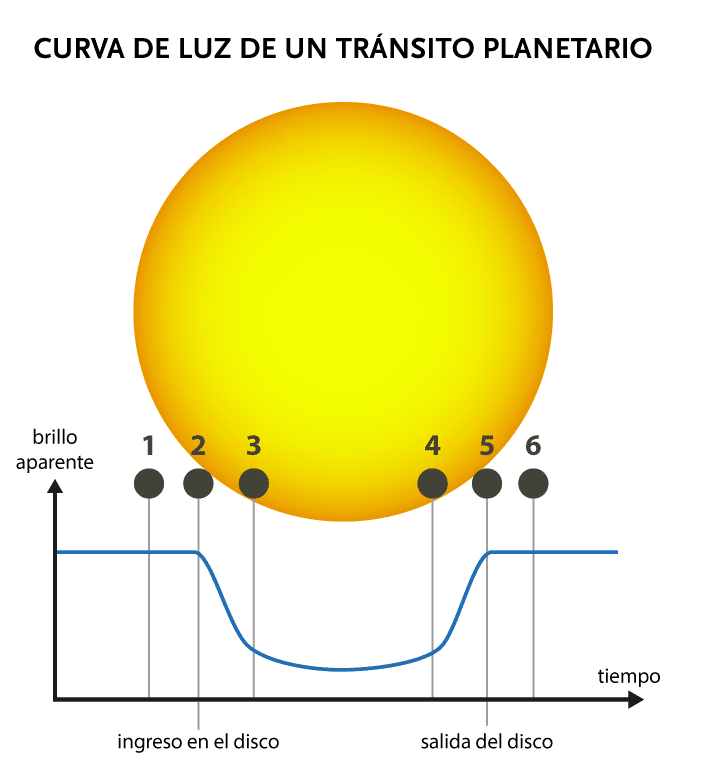 CURVA DE LUZ DE UN TRÁNSITO PLANETARIO
1 2 3 4 5 6
brillo
aparente
tiempo
ingreso en el disco
salida del disco